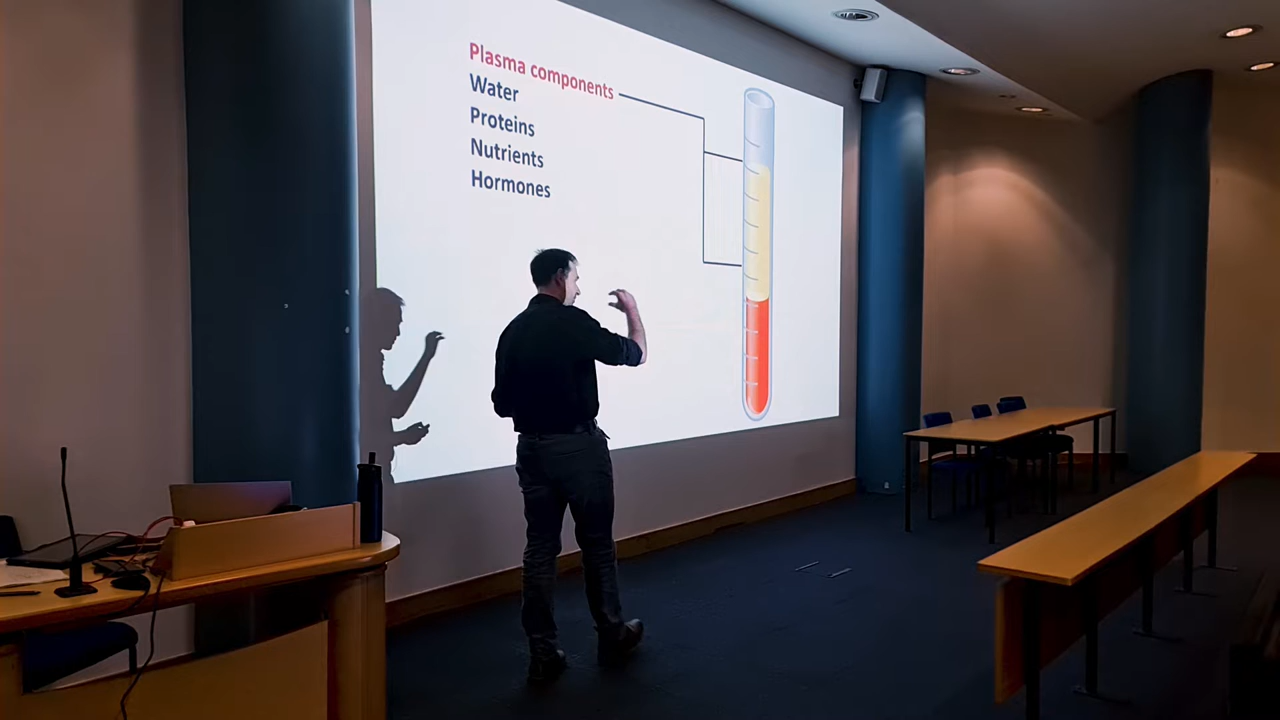 Plasma components
Water
Proteins
Nutrients
Hormones